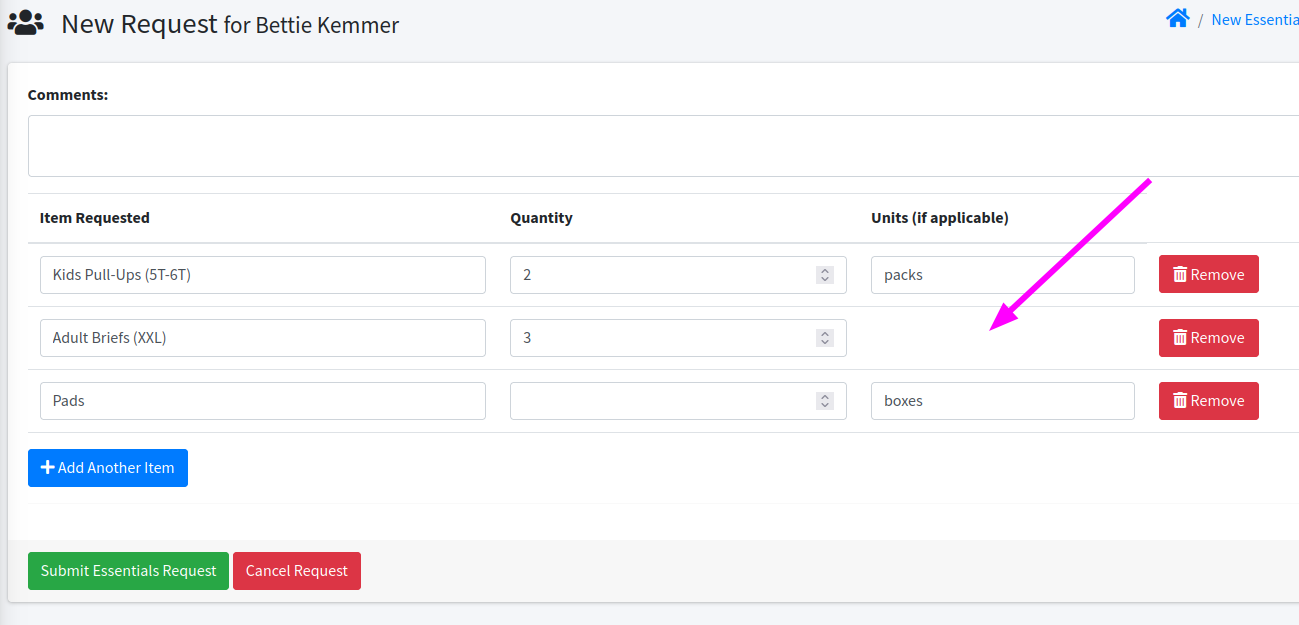 New Request for Bettie Kemmer
/ New Essentia
Comments:
Item Requested Quantity Units (if applicable)
Kids Pull-Ups (5T-6T) 2 packs Remove
Adult Briefs (XXL) 3 Remove
Pads boxes Remove
Add Another Item
Submit Essentials Request Cancel Request